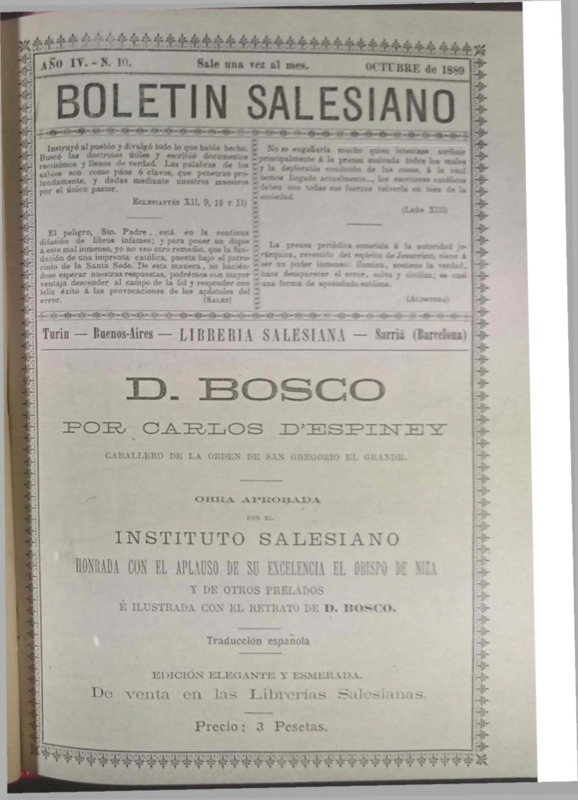 AÑO IV. - N. 10.
Sale una vez al mes.
OCTUBRE de 1889
BOLETIN SALESIANO
Instruyó al pueblo y divulgó todo lo que había hecho.
Buscó las doctrinas útiles y escribió documentos
rectísimos y llenos de verdad. Las palabras de los
sabios son como púas ó clavos, que penetran pro-
fundamente, y dadas mediante nuestros maestros
por el único pastor.
ECLESIASTÉS XII, 9, 10 Y 11)
El peligro, Sto. Padre, está en la continua
difusion de libros infames; y para poner un dique
á este mal inmenso, yo no veo otro remedio, que la fun-
dación de una imprenta católica, puesta bajo el patro-
cinio de la Santa Sede. De esta manera, no hacién-
dose esperar nuestras respuestas, podrémos con mayor
ventaja descender al campo de la lid y responder con
feliz éxito á las provocaciones de los apóstoles del
error.
(SALES)
No se engañaría mucho quien intentase atribuir
principalmente á la prensa malvada todos los males
y la deplorable condición de las cosas, á la cual
hemos llegado actualmente... los escritores católicos
deben con todas sus fuerzas volverla en bien de la
sociedad.
(León XIII)
La prensa periódica sometida á la autoridad je-
rárquica, revestida del espíritu de Jesucristo, viene á
ser un poder inmenso: ilumina, sostiene la verdad,
hace desaparecer el error, salva y civiliza; es casi
una forma de apostolado sublime.
(ALIMONDA)
Turin — Buenos-Aires — LIBRERIA SALESIANA — Sarriá (Barcelona)
D. BOSCO
POR CARLOS D'ESPINEY
CABALLERO DE LA ORDEN DE SAN GREGORIO EL GRANDE.
OBRA APROBADA
POR EL
INSTITUTO SALESIANO
HONRADA CON EL APLAUSO DE SU EXCELENCIA EL OBISPO DE NIZA
Y DE OTROS PRELADOS
É ILUSTRADA CON EL RETRATO DE D. BOSCO.
Traducción española
EDICIÓN ELEGANTE Y ESMERADA.
De venta en las Librerías Salesianas.
Precio: 3 Pesetas.